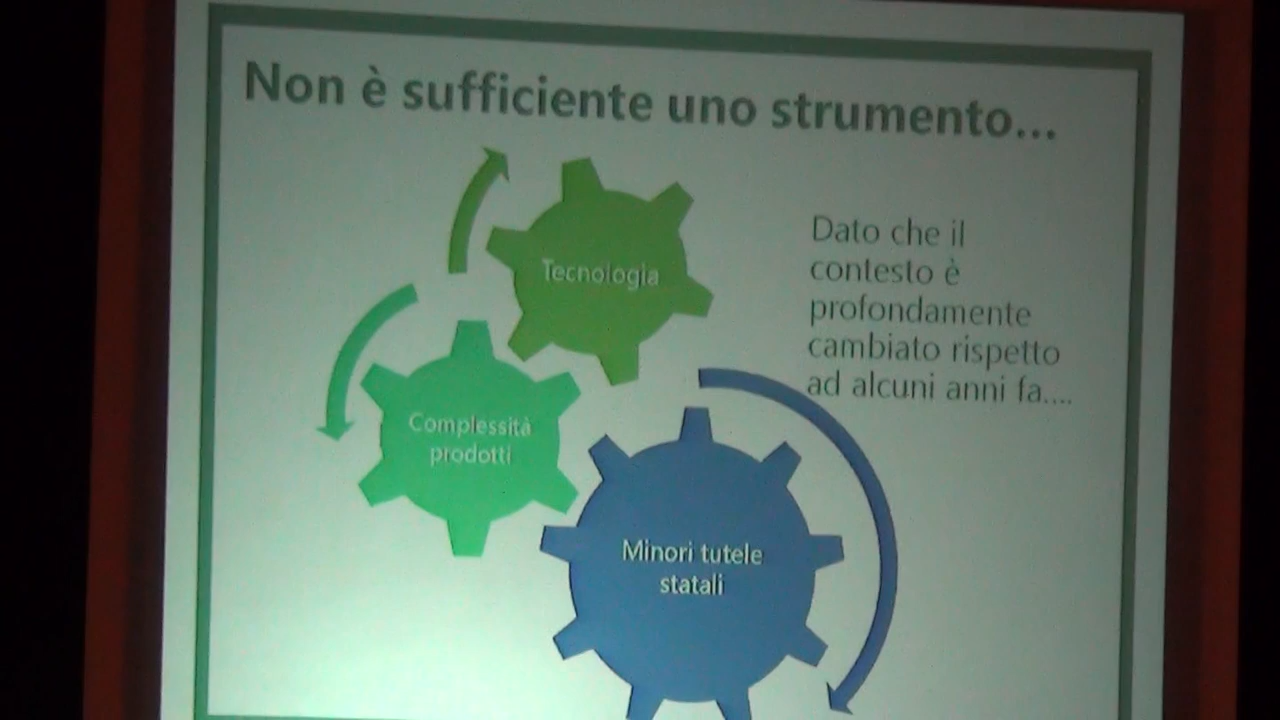 Non è sufficiente uno strumento...
Tecnologia
Dato che il
contesto è
profondamente
cambiato rispetto
ad alcuni anni fa....
Complessità
prodotti
Minori tutele
statali